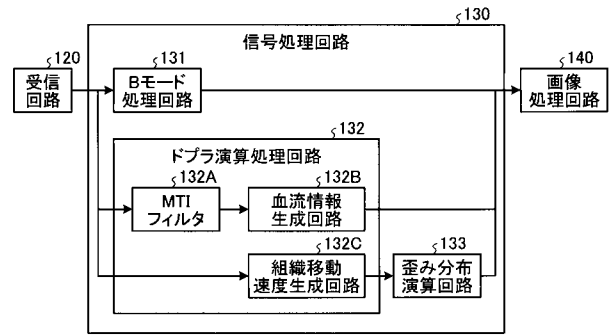 130
信号処理回路
120
受信
回路
131
Bモード
処理回路
140
画像
処理回路
132
ドプラ演算処理回路
132A
MTI
フィルタ
132B
血流情報
生成回路
132C
組織移動
速度生成回路
133
歪み分布
演算回路